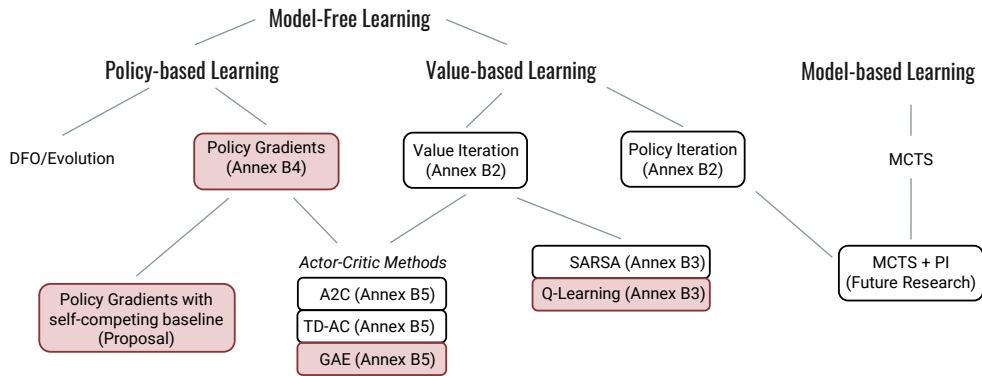 Model-Free Learning
Policy-based Learning
Value-based Learning
Model-based Learning
DFO/Evolution
Policy Gradients
(Annex B4)
Value Iteration
(Annex B2)
Policy Iteration
(Annex B2)
MCTS
Policy Gradients with
self-competing baseline
(Proposal)
Actor-Critic Methods
A2C (Annex B5)
TD-AC (Annex B5)
GAE (Annex B5)
SARSA (Annex B3)
Q-Learning (Annex B3)
MCTS + PI
(Future Research)